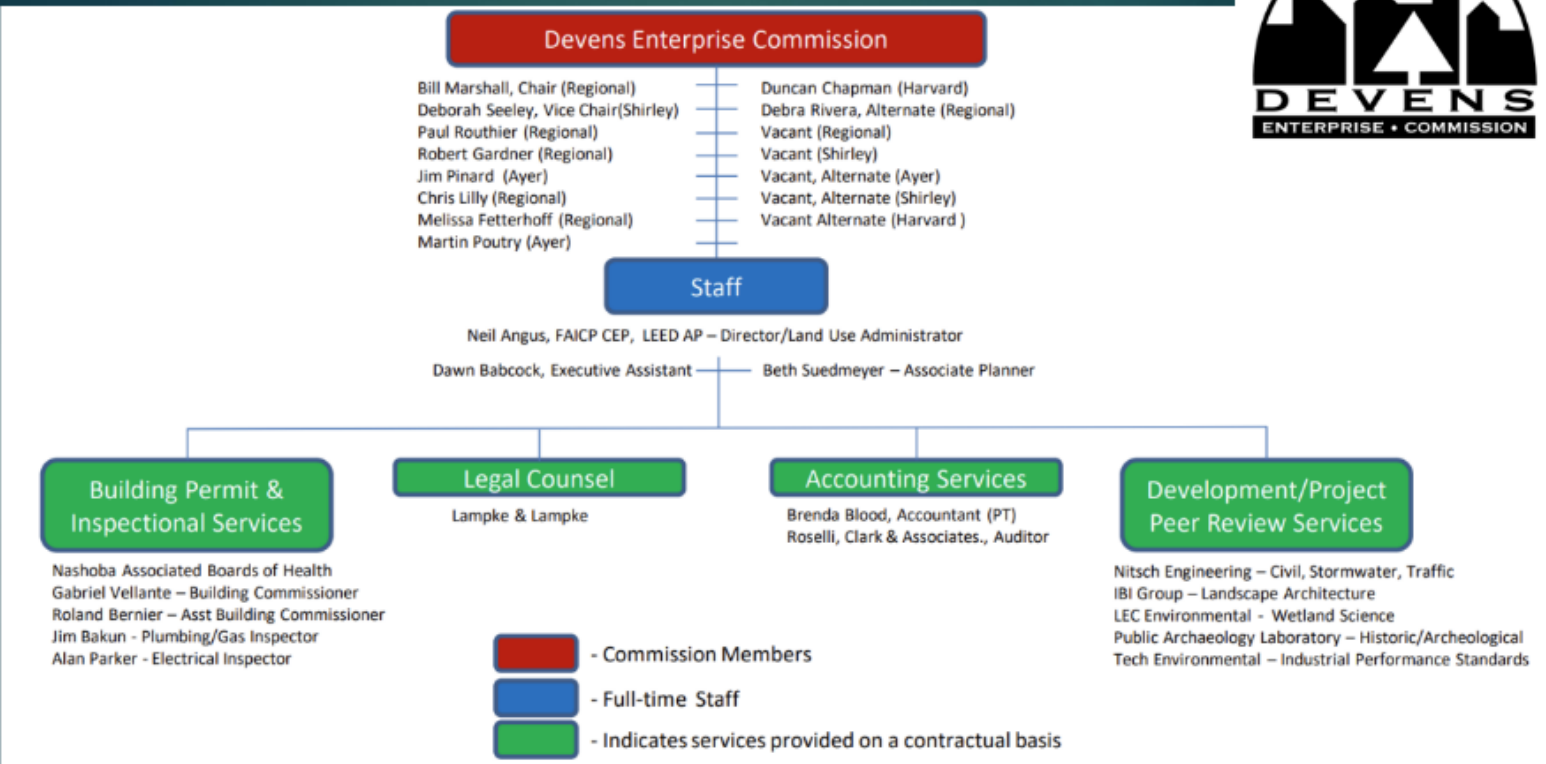 Devens Enterprise Commission
DEVENS
ENTERPRISE • COMMISSION
Bill Marshall, Chair (Regional)
Deborah Seeley, Vice Chair(Shirley)
Paul Routhier (Regional)
Robert Gardner (Regional)
Jim Pinard (Ayer)
Chris Lilly (Regional)
Melissa Fetterhoff (Regional)
Martin Poutry (Ayer)
Duncan Chapman (Harvard)
Debra Rivera, Alternate (Regional)
Vacant (Regional)
Vacant (Shirley)
Vacant, Alternate (Ayer)
Vacant, Alternate (Shirley)
Vacant Alternate (Harvard )
Staff
Neil Angus, FAICP CEP, LEED AP – Director/Land Use Administrator
Dawn Babcock, Executive Assistant
Beth Suedmeyer – Associate Planner
Building Permit &
Inspectional Services
Nashoba Associated Boards of Health
Gabriel Vellante – Building Commissioner
Roland Bernier – Asst Building Commissioner
Jim Bakun - Plumbing/Gas Inspector
Alan Parker - Electrical Inspector
Legal Counsel
Lampke & Lampke
Accounting Services
Brenda Blood, Accountant (PT)
Roselli, Clark & Associates., Auditor
Development/Project
Peer Review Services
Nitsch Engineering – Civil, Stormwater, Traffic
IBI Group – Landscape Architecture
LEC Environmental - Wetland Science
Public Archaeology Laboratory – Historic/Archeological
Tech Environmental – Industrial Performance Standards
- Commission Members
- Full-time Staff
- Indicates services provided on a contractual basis